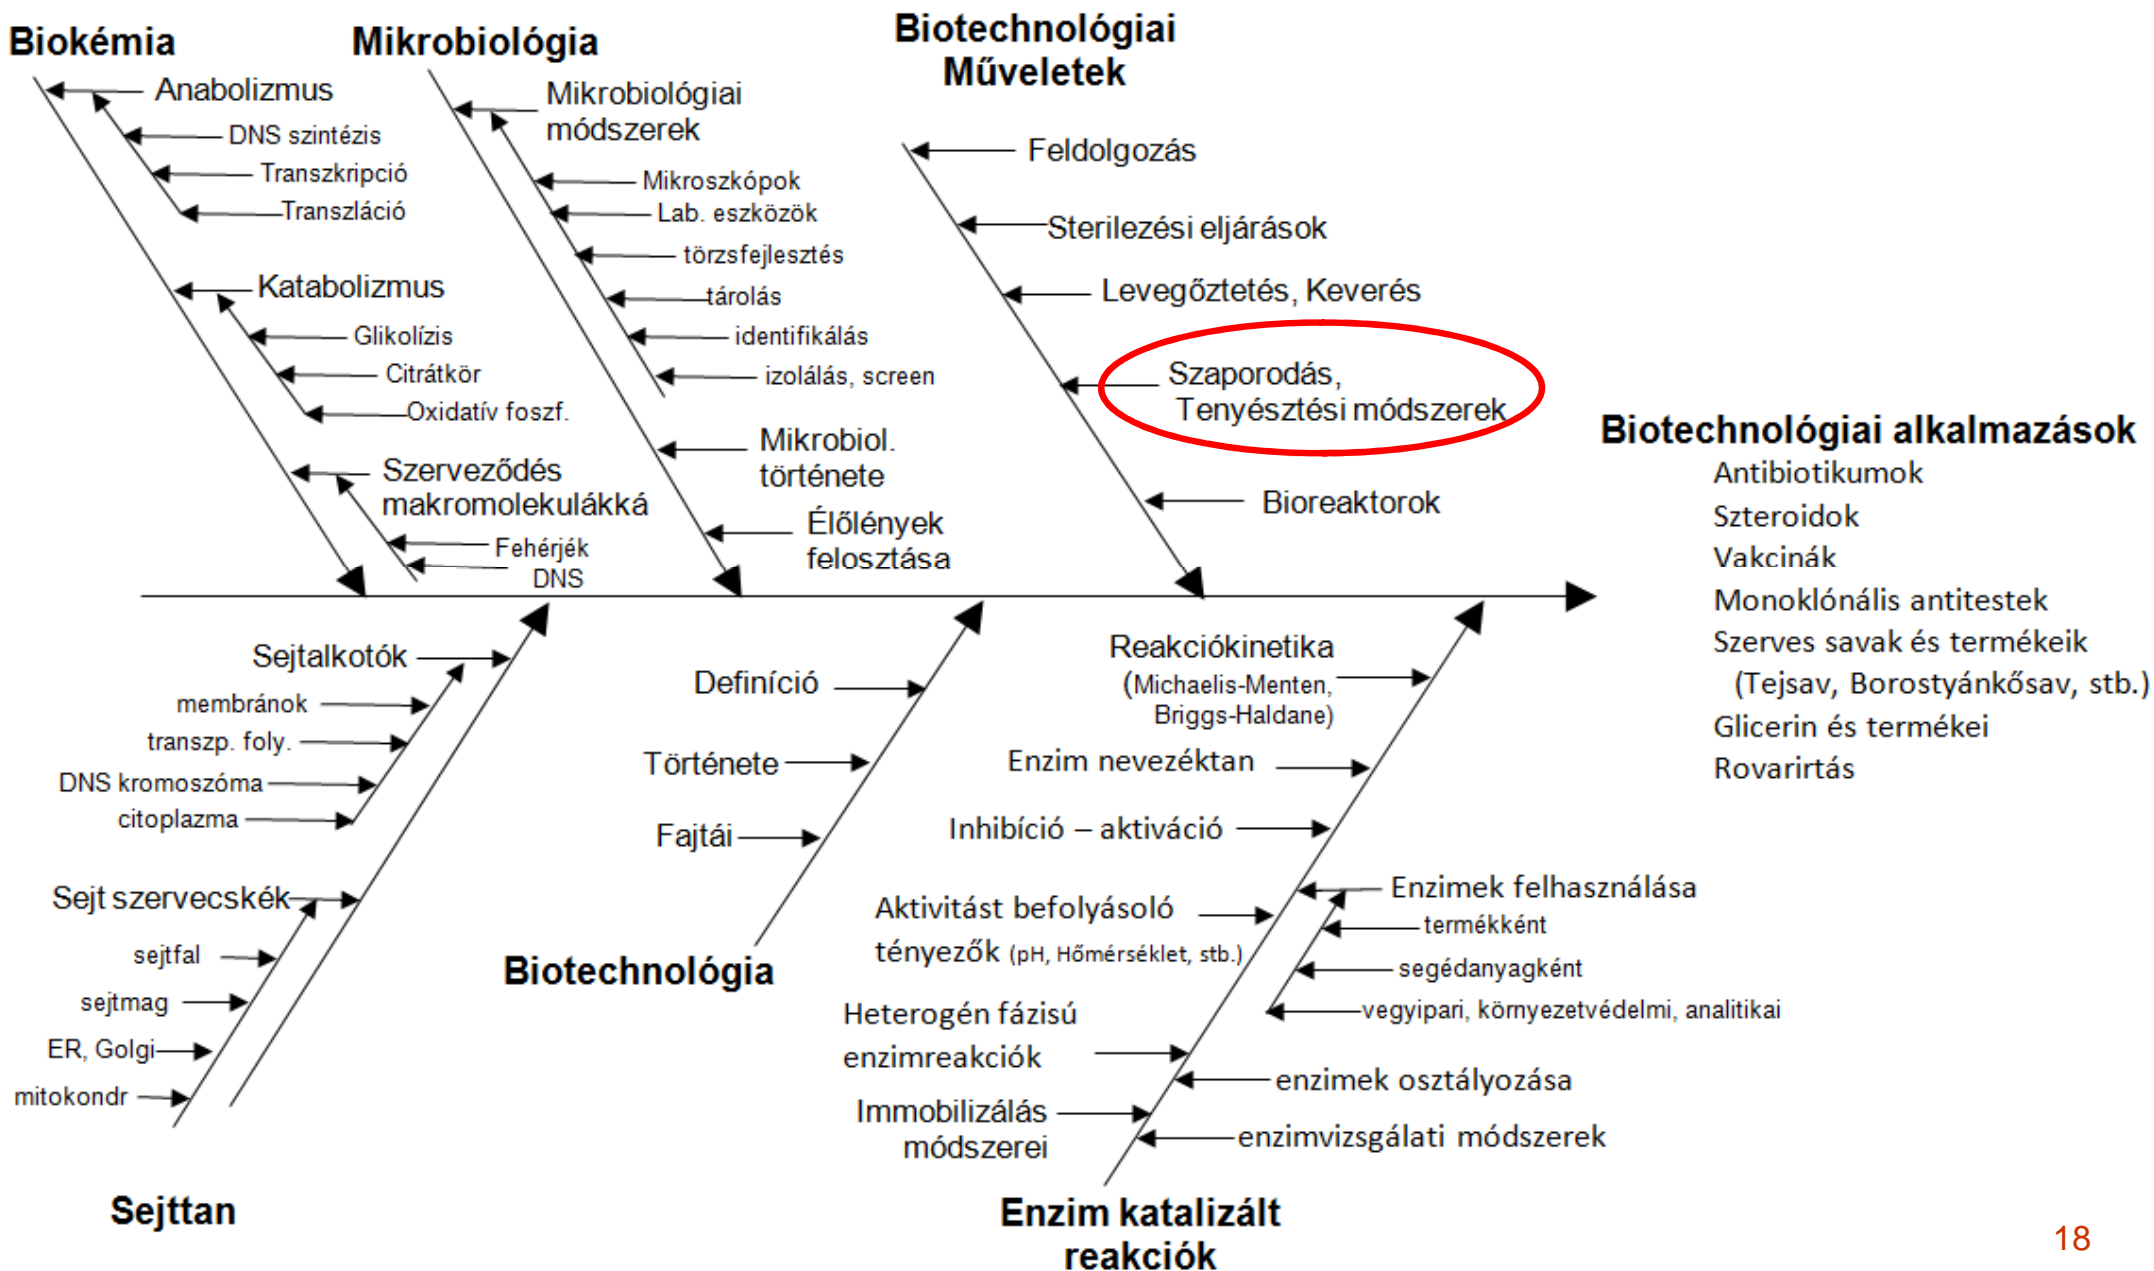 Biokémia
Anabolizmus
DNS szintézis
Transzkripció
Transzláció
Katabolizmus
Glikolízis
Citrátkör
Oxidatív foszf.
Szerveződés
makromolekulákká
Fehérjék
DNS
Mikrobiológia
Mikrobiológiai
módszerek
Mikroszkópok
Lab. eszközök
törzsfejlesztés
tárolás
identifikálás
izolálás, screen
Mikrobiol.
története
Élőlények
felosztása
Biotechnológiai
Műveletek
Feldolgozás
Sterilezési eljárások
Levegőztetés, Keverés
Szaporodás,
Tenyésztési módszerek
Bioreaktorok
Biotechnológiai alkalmazások
Antibiotikumok
Szteroidok
Vakcinák
Monoklónális antitestek
Szerves savak és termékeik
(Tejsav, Borostyánkősav, stb.)
Glicerin és termékei
Rovarirtás
Sejtalkotók
membránok
transzp. foly.
DNS kromoszóma
citoplazma
Sejt szervecskék
sejtfal
sejtmag
ER, Golgi
mitokondr
Sejttan
Definíció
Története
Fajtái
Biotechnológia
Reakciókinetika
(Michaelis-Menten,
Briggs-Haldane)
Enzim nevezéktan
Inhibíció – aktiváció
Aktivitást befolyásoló
tényezők (pH, Hőmérséklet, stb.)
Heterogén fázisú
enzimreakciók
Immobilizálás
módszerei
Enzimek felhasználása
termékként
segédanyagként
vegyipari, környezetvédelmi, analitikai
enzimek osztályozása
enzimvizsgálati módszerek
Enzim katalizált
reakciók
18